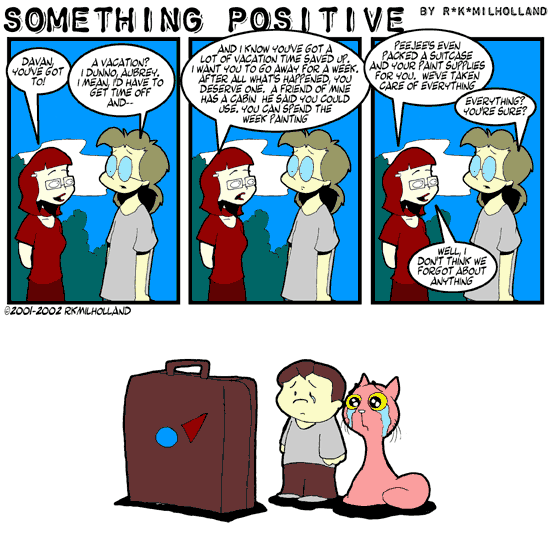 SOMETHING POSITIVE BY R*K*MILHOLLAND
DAVAN,
YOU'VE GOT
TO!
A VACATION?
I DUNNO, AUBREY.
I MEAN, I'D HAVE TO
GET TIME OFF
AND--
AND I KNOW YOU'VE GOT A
LOT OF VACATION TIME SAVED UP.
I WANT YOU TO GO AWAY FOR A WEEK.
AFTER ALL WHAT'S HAPPENED, YOU
DESERVE ONE. A FRIEND OF MINE
HAS A CABIN HE SAID YOU COULD
USE. YOU CAN SPEND THE
WEEK PAINTING
PEEJEE'S EVEN
PACKED A SUITCASE
AND YOUR PAINT SUPPLIES
FOR YOU. WE'VE TAKEN
CARE OF EVERYTHING
EVERYTHING?
YOU'RE SURE?
WELL, I
DON'T THINK WE
FORGOT ABOUT
ANYTHING
©2001-2002 RKMILHOLLAND